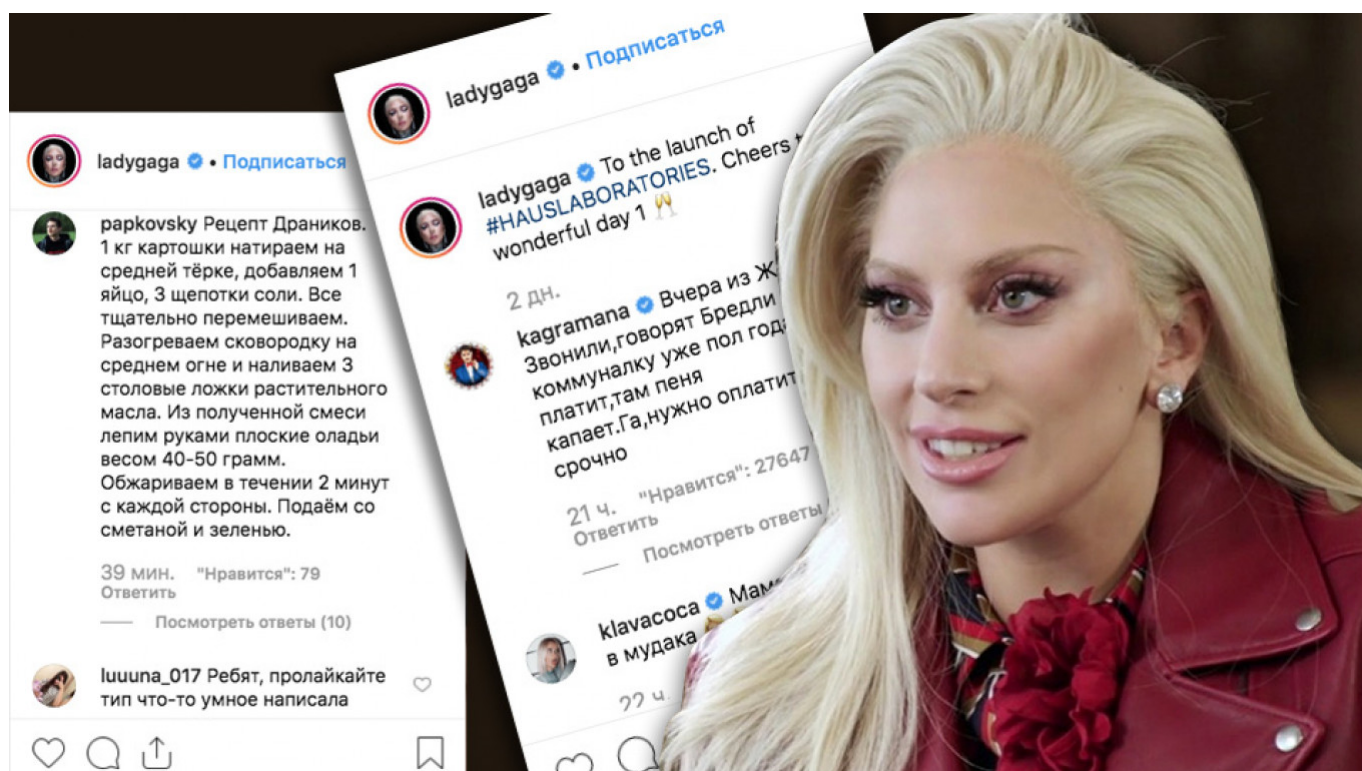 ladygaga • Подписаться
papkovsky Рецепт Драников.
1 кг картошки натираем на
средней тёрке, добавляем 1
яйцо, 3 щепотки соли. Все
тщательно перемешиваем.
Разогреваем сковородку на
среднем огне и наливаем 3
столовые ложки растительного
масла. Из полученной смеси
лепим руками плоские оладьи
весом 40-50 грамм.
Обжариваем в течении 2 минут
с каждой стороны. Подаём со
сметаной и зеленью.
39 мин. "Нравится": 79
Ответить
Посмотреть ответы (10)
luuuna_017 Ребят, пролайкайте
тип что-то умное написала
ladygaga • Подписаться
ladygaga To the launch of
#HAUSLABORATORIES. Cheers
wonderful day 1
2 дн.
kagramana Вчера из
Звонили,говорят Бредли
коммуналку уже пол
платит,там пеня
капает.Га,нужно
срочно
21 ч. "Нравится": 27647
Ответить
Посмотреть ответы
klavacoca
в мудака
22 ч.